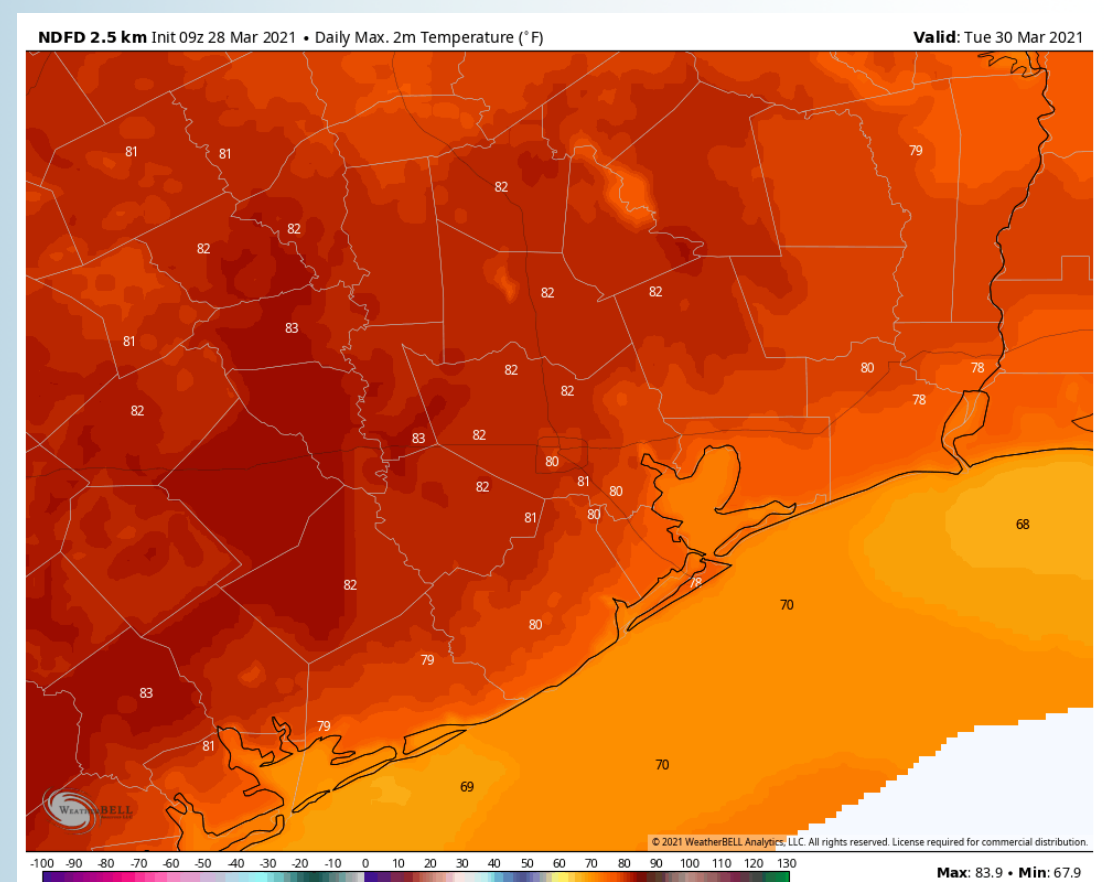 NDFD 2.5 km Init 09z 28 Mar 2021 • Daily Max. 2m Temperature (°F) Valid: Tue 30 Mar 2021
81 81 79
82
82
82
82 82
83
81
82 80 78
82 78
82
83 82
80
82 81 80
81 80
68
82 78
70
80
79
83
79
81
70
69
WEATHERBELL
© 2021 WeatherBELL Analytics, LLC. All rights reserved. License required for commercial distribution.
-100 -90 -80 -70 -60 -50 -40 -30 -20 -10 0 10 20 30 40 50 60 70 80 90 100 110 120 130
Max: 83.9 • Min: 67.9